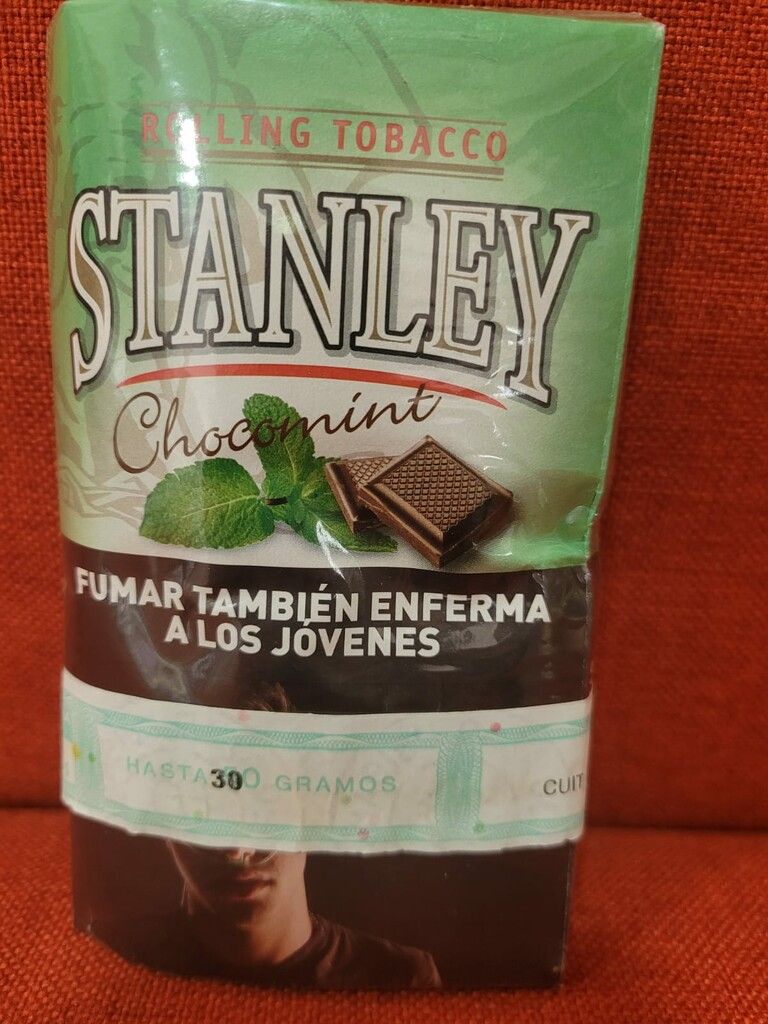 ROLLING TOBACCO
STANLEY
Chocomint
FUMAR TAMBIÉN ENFERMA
A LOS JÓVENES
HASTA 30 GRAMOS
CUIT